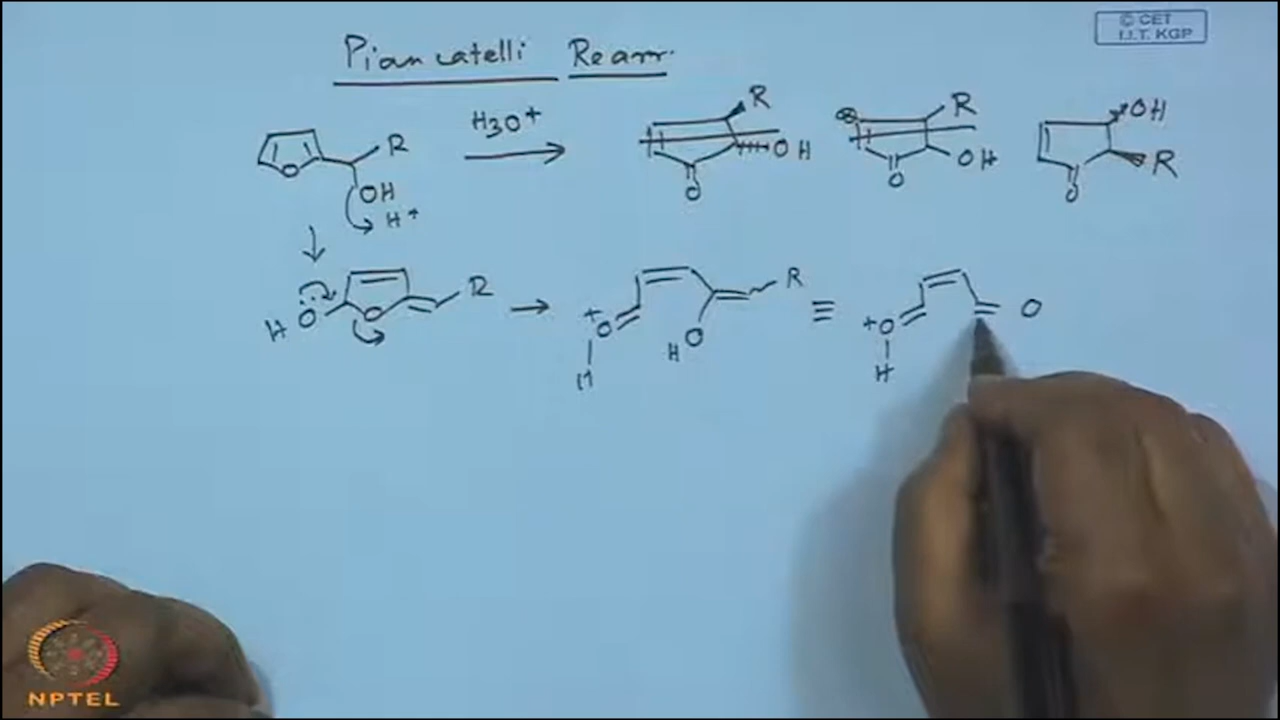 © CET
I.I.T. KGP
Piancatelli Rearr.
H3O+
R
O
OH
H+
R
OH
O
R
OH
O
OH
R
O
H O
O
R
+
O
H
H O
R
≡
+O
H
O
NPTEL